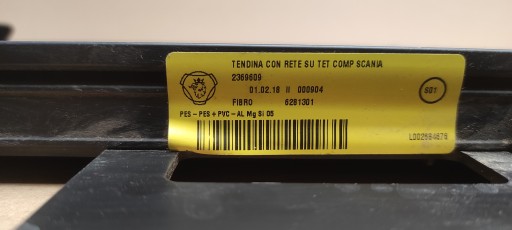 TENDINA CON RETE SU TET COMP SCANIA
2369609
01.02.18 II 000904
601
FIBRO 6281301
PES - PES + PVC - AL Mg Si 05